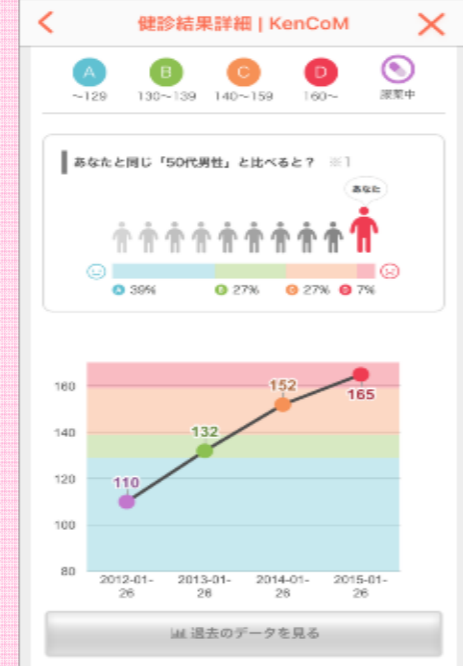 健診結果詳細 | KenCoM
A B C D
~129 130~139 140~159 160~ 服薬中
あなたと同じ「50代男性」と比べると? ※1
あなた
A 39% B 27% C 27% D 7%
160
140
120
100
80
110
132
152
165
2012-01-26
2013-01-26
2014-01-26
2015-01-26
過去のデータを見る